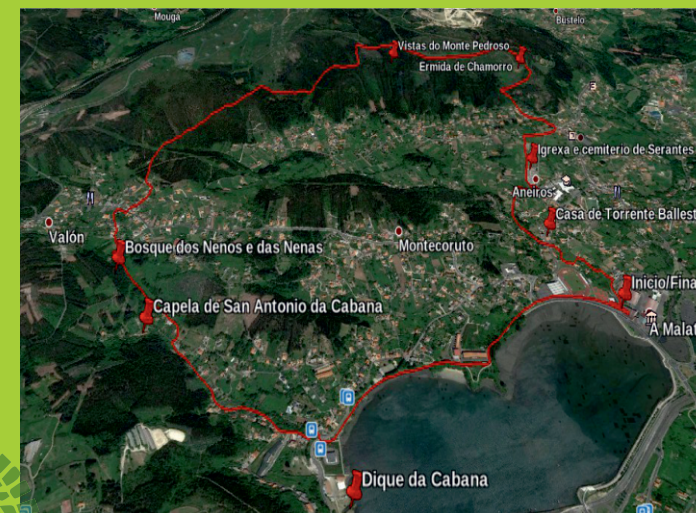 Mouga
Bustelo
Vistas do Monte Pedroso
Ermida de Chamorro
Igrexa e cemiterio de Serantes
Aneiros
Casa de Torrente Ballest
Valón
Montecoruto
Bosque dos Nenos e das Nenas
Inicio/Fina
Capela de San Antonio da Cabana
A Malat
Dique da Cabana